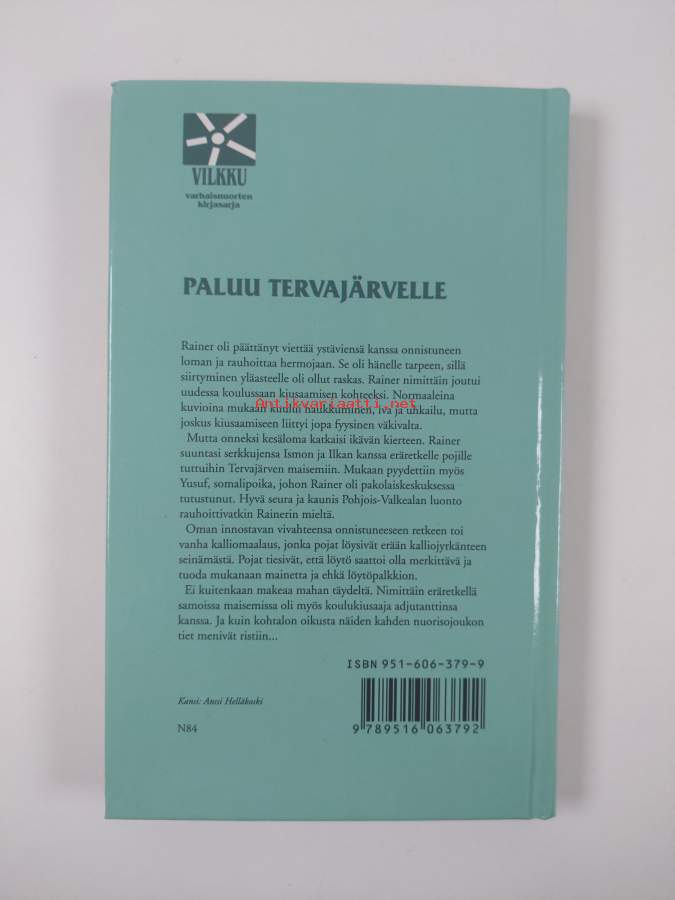 VILKKU
varhaisnuorten
kirjasarja
PALUU TERVAJÄRVELLE
Rainer oli päättänyt viettää ystäviensä kanssa onnistuneen
loman ja rauhoittaa hermojaan. Se oli hänelle tarpeen, sillä
siirtyminen yläasteelle oli ollut raskas. Rainer nimittäin joutui
uudessa koulussaan kiusaamisen kohteeksi. Normaaleina
Antikvariaatti.net
kuvioina mukaan kuului haukkuminen, iva ja uhkailu, mutta
joskus kiusaamiseen liittyi jopa fyysinen väkivalta.
Mutta onneksi kesäloma katkaisi ikävän kierteen. Rainer
suuntasi serkkujensa Ismon ja Ilkan kanssa eräretkelle pojille
tuttuihin Tervajärven maisemiin. Mukaan pyydettiin myös
Yusuf, somalipoika, johon Rainer oli pakolaiskeskuksessa
tutustunut. Hyvä seura ja kaunis Pohjois-Valkealan luonto
rauhoittivatkin Rainerin mieltä.
Oman innostavan vivahteensa onnistuneeseen retkeen toi
vanha kalliomaalaus, jonka pojat löysivät erään kalliojyrkänteen
seinämästä. Pojat tiesivät, että löytö saattoi olla merkittävä ja
tuoda mukanaan mainetta ja ehkä löytöpalkkion.
Ei kuitenkaan makeaa mahan täydeltä. Nimittäin eräretkellä
samoissa maisemissa oli myös koulukiusaaja adjutanttinsa
kanssa. Ja kuin kohtalon oikusta näiden kahden nuorisojoukon
tiet menivät ristiin...
ISBN 951-606-379-9
Kansi: Anssi Helläkoski
N84
9 789516 063792